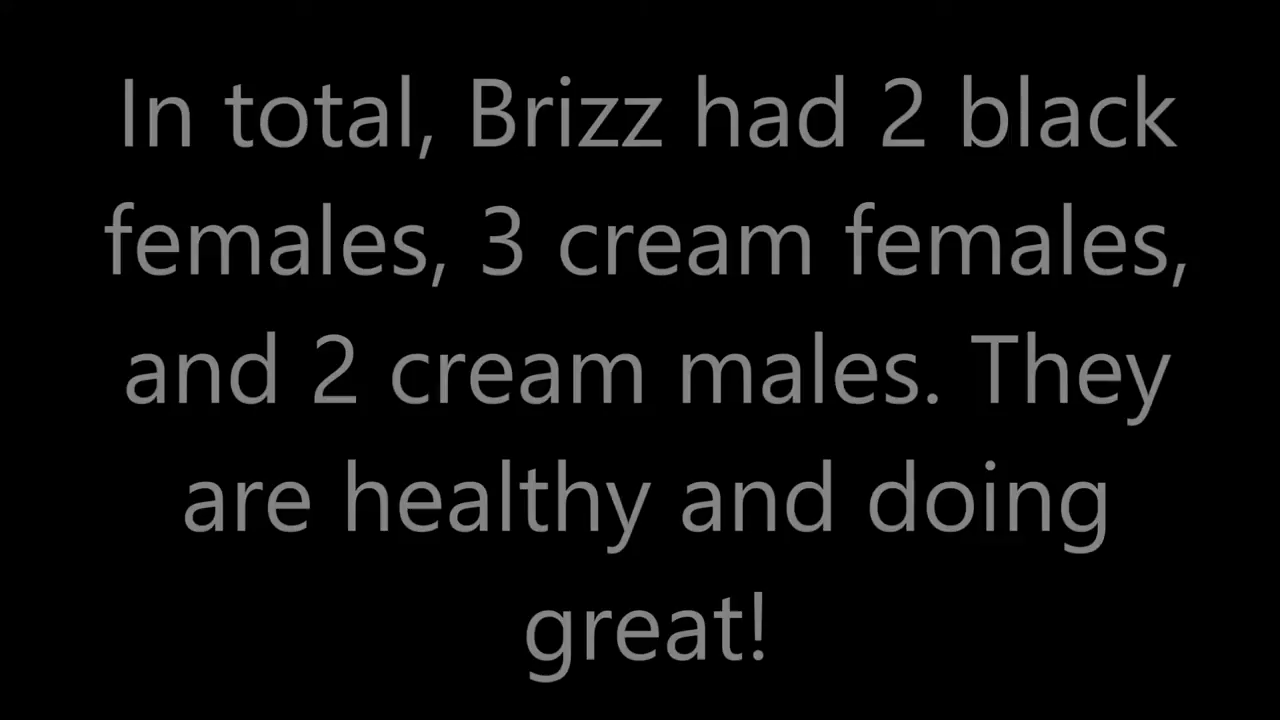 In total, Brizz had 2 black
females, 3 cream females,
and 2 cream males. They
are healthy and doing
great!